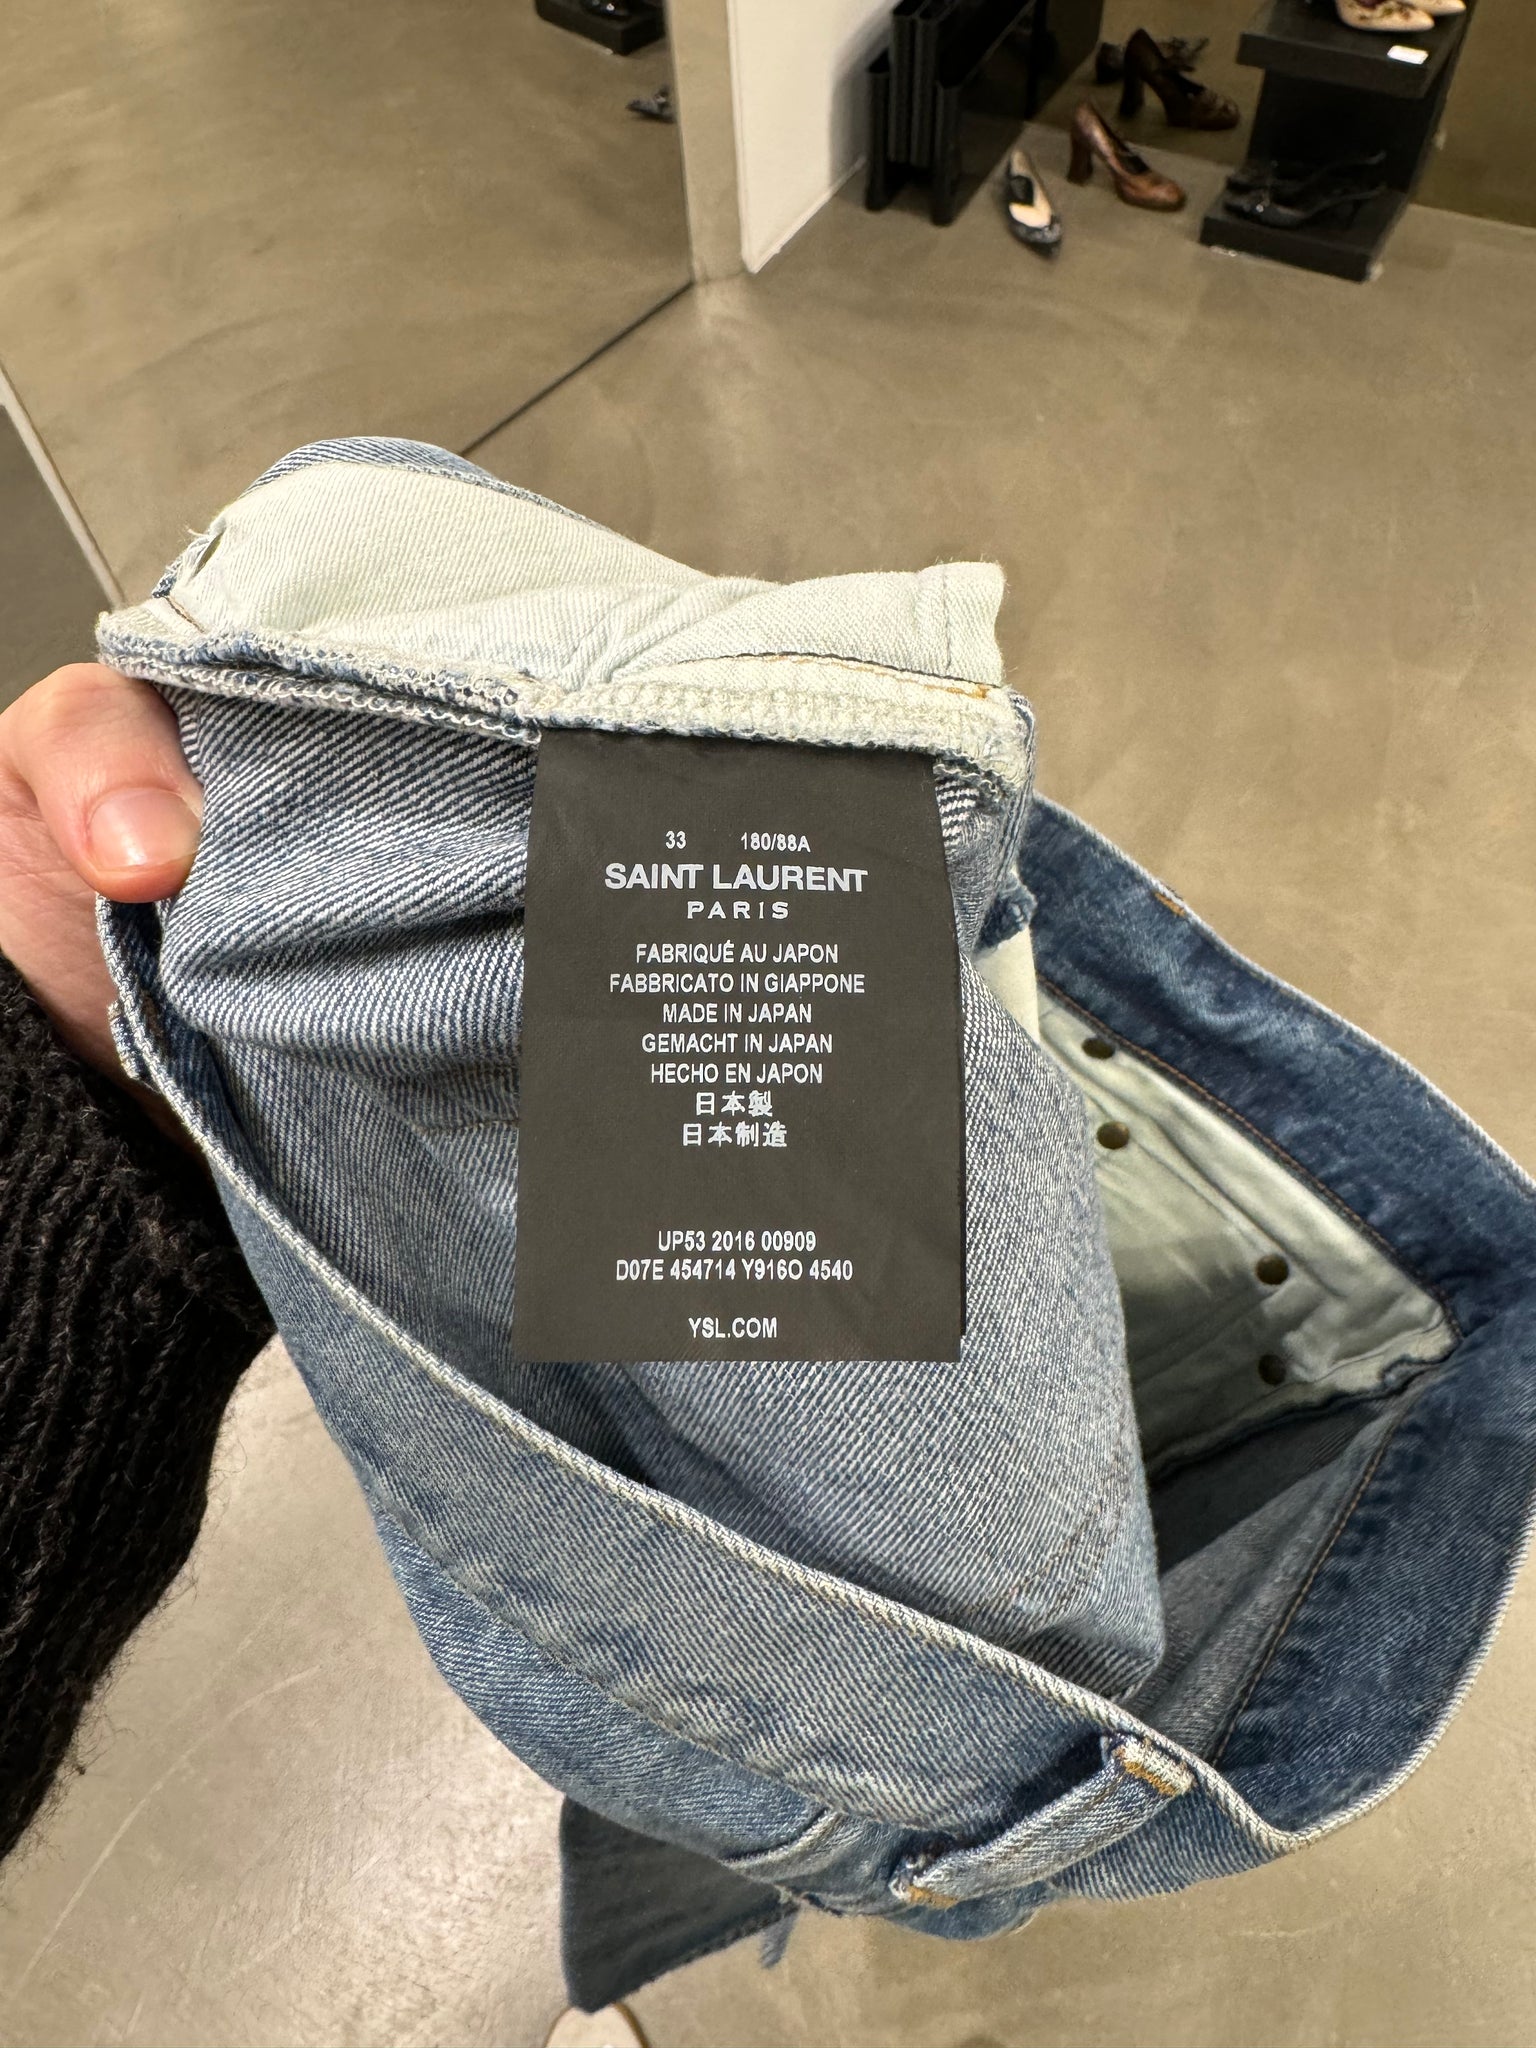 33 180/88A
SAINT LAURENT
PARIS
FABRIQUÉ AU JAPON
FABBRICATO IN GIAPPONE
MADE IN JAPAN
GEMACHT IN JAPAN
HECHO EN JAPON
日本製
日本制造
UP53 2016 00909
D07E 454714 Y916O 4540
YSL.COM